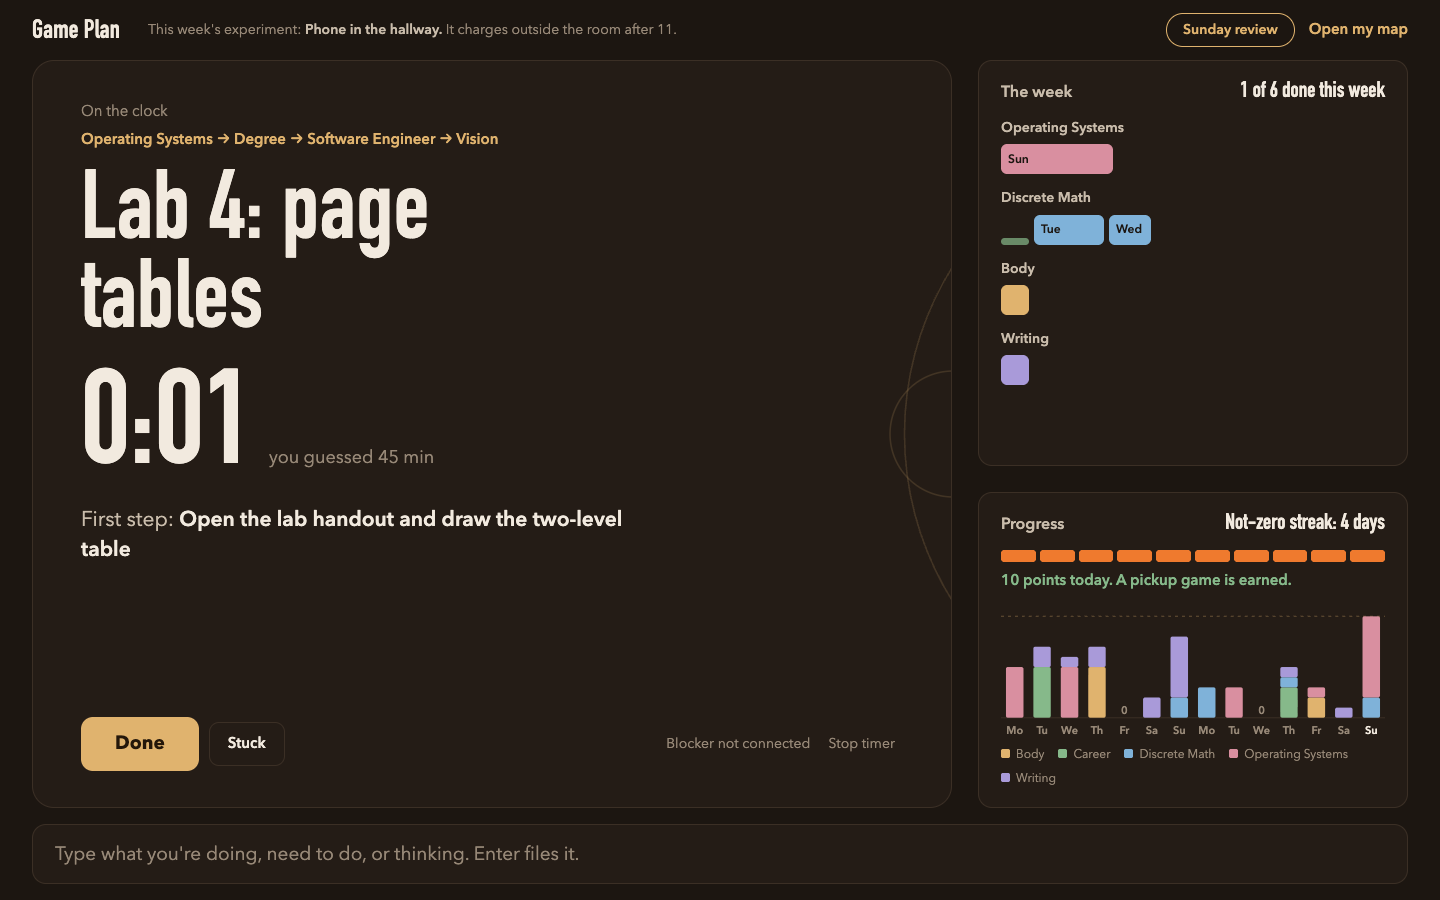 Game Plan
This week's experiment: Phone in the hallway. It charges outside the room after 11.
Sunday review
Open my map
On the clock
Operating Systems → Degree → Software Engineer → Vision
Lab 4: page
tables
0:01
you guessed 45 min
First step: Open the lab handout and draw the two-level
table
Done
Stuck
Blocker not connected
Stop timer
The week
1 of 6 done this week
Operating Systems
Sun
Discrete Math
Tue
Wed
Body
Writing
Progress
Not-zero streak: 4 days
10 points today. A pickup game is earned.
0
0
Mo Tu We Th Fr Sa Su Mo Tu We Th Fr Sa Su
Body Career Discrete Math Operating Systems
Writing
Type what you're doing, need to do, or thinking. Enter files it.